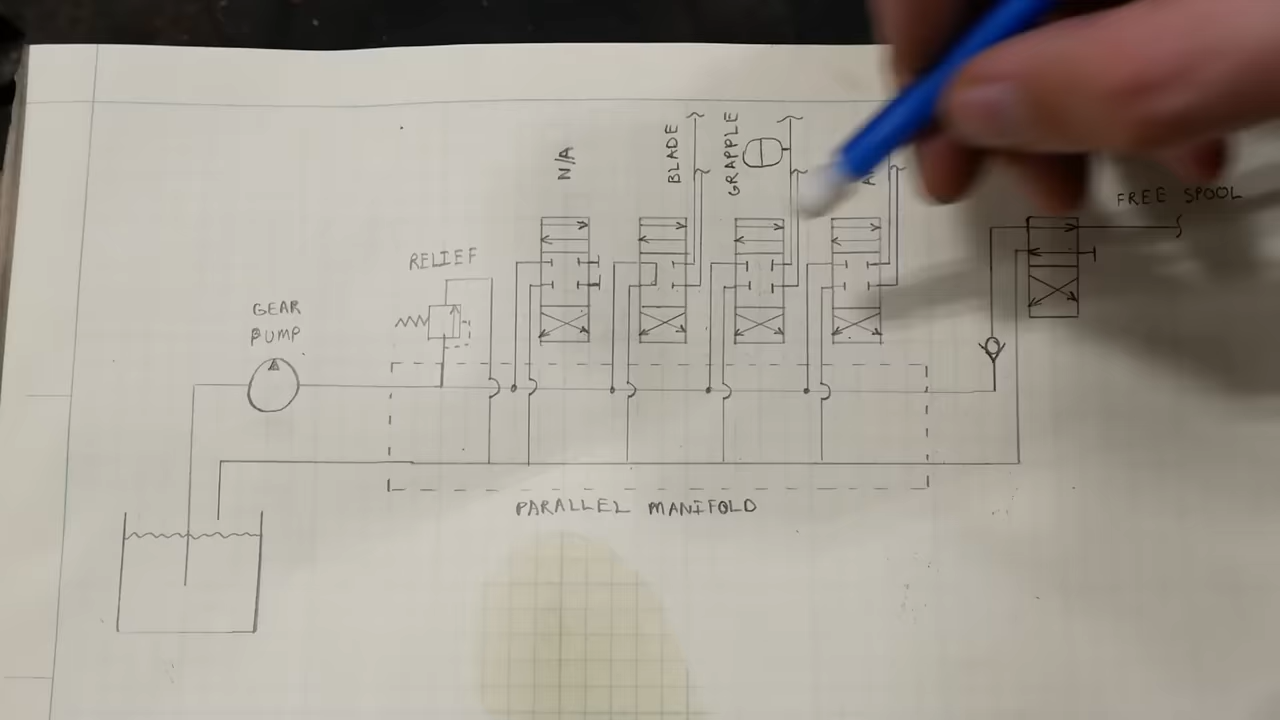 N/A
BLADE
GRAPPLE
FREE SPOOL
RELIEF
GEAR
PUMP
PARALLEL MANIFOLD